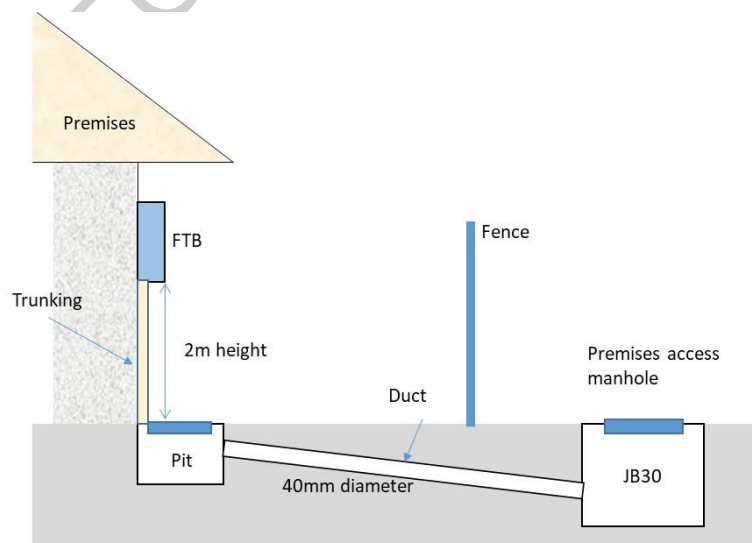 Premises
FTB
Fence
Trunking
2m height
Premises access
manhole
Duct
Pit
40mm diameter
JB30